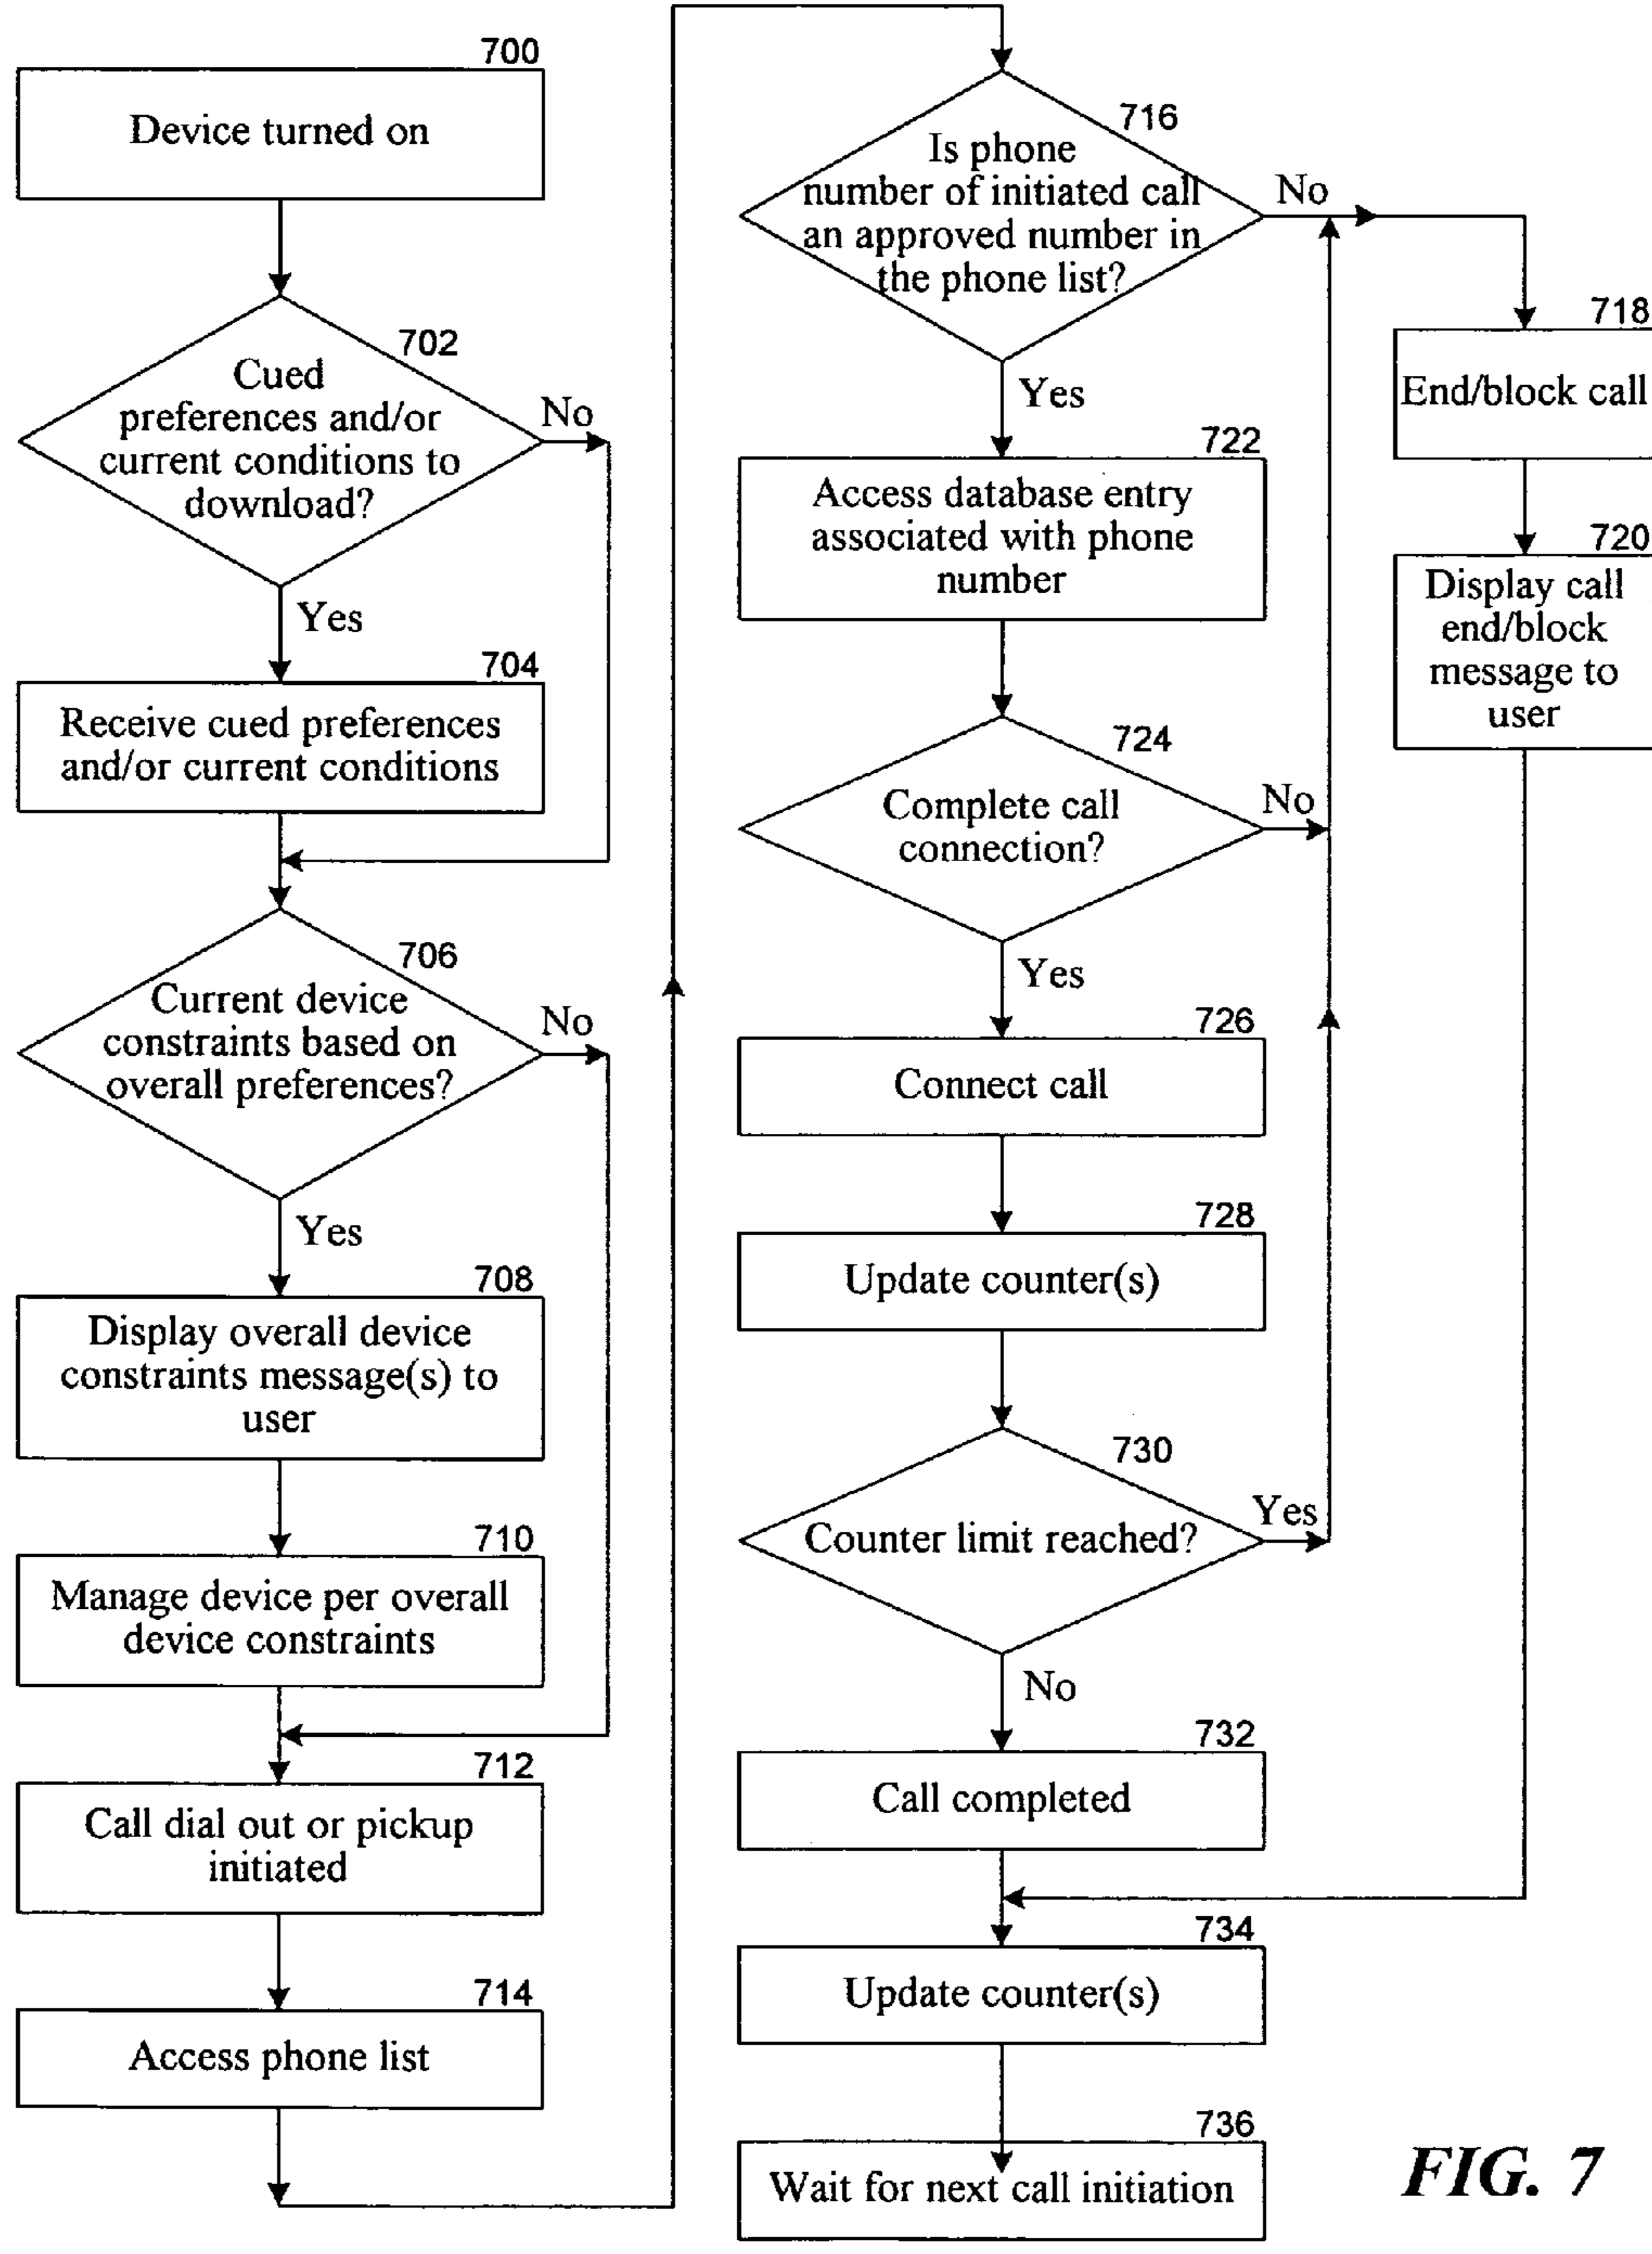 700
Device turned on
702
Cued
preferences and/or
current conditions to
download?
No
Yes
704
Receive cued preferences
and/or current conditions
706
Current device
constraints based on
overall preferences?
No
Yes
708
Display overall device
constraints message(s) to
user
710
Manage device per overall
device constraints
712
Call dial out or pickup
initiated
714
Access phone list
716
Is phone
number of initiated call
an approved number in
the phone list?
No
Yes
718
End/block call
720
Display call
end/block
message to
user
722
Access database entry
associated with phone
number
724
Complete call
connection?
No
Yes
726
Connect call
728
Update counter(s)
730
Counter limit reached?
Yes
No
732
Call completed
734
Update counter(s)
736
Wait for next call initiation
FIG. 7